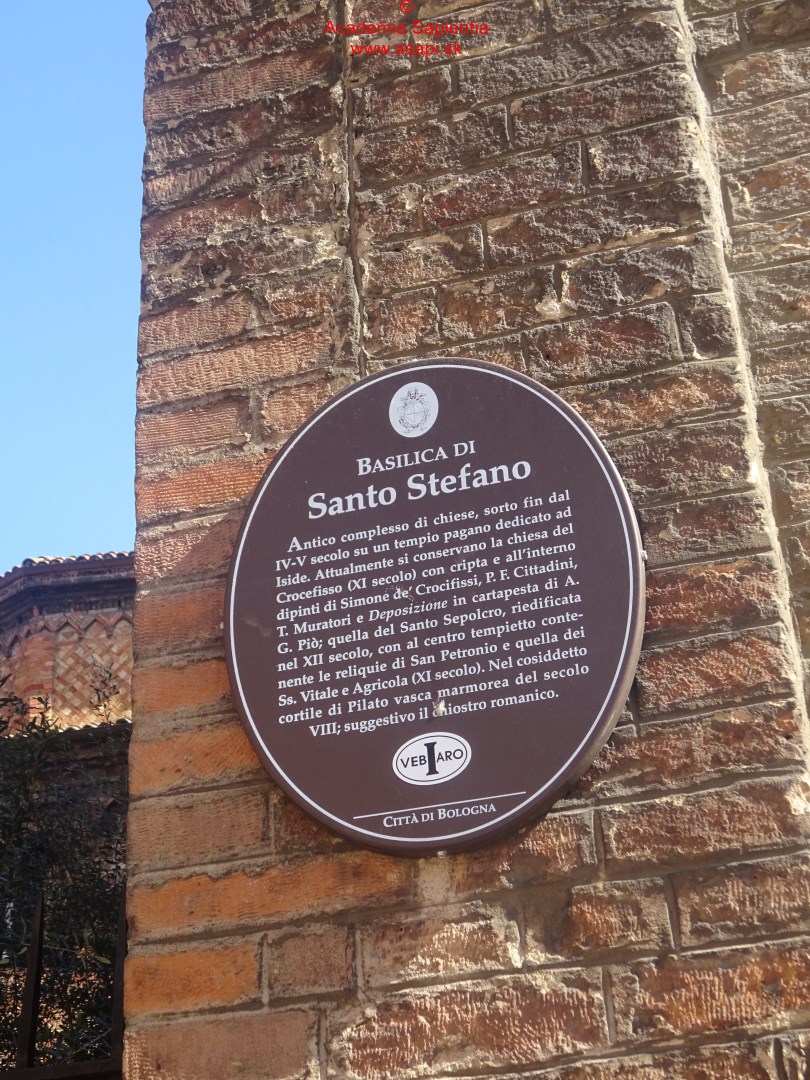 ©
Academia Sapientia
www.asapi.sk
BASILICA DI
Santo Stefano
Antico complesso di chiese, sorto fin dal
IV-V secolo su un tempio pagano dedicato ad
Iside. Attualmente si conservano la chiesa del
Crocefisso (XI secolo) con cripta e all'interno
dipinti di Simone de' Crocifissi, P. F. Cittadini,
T. Muratori e Deposizione in cartapesta di A.
G. Piò; quella del Santo Sepolcro, riedificata
nel XII secolo, con al centro tempietto conte-
nente le reliquie di San Petronio e quella dei
Ss. Vitale e Agricola (XI secolo). Nel cosiddetto
cortile di Pilato vasca marmorea del secolo
VIII; suggestivo il chiostro romanico.
VEB I ARO
CITTÀ DI BOLOGNA